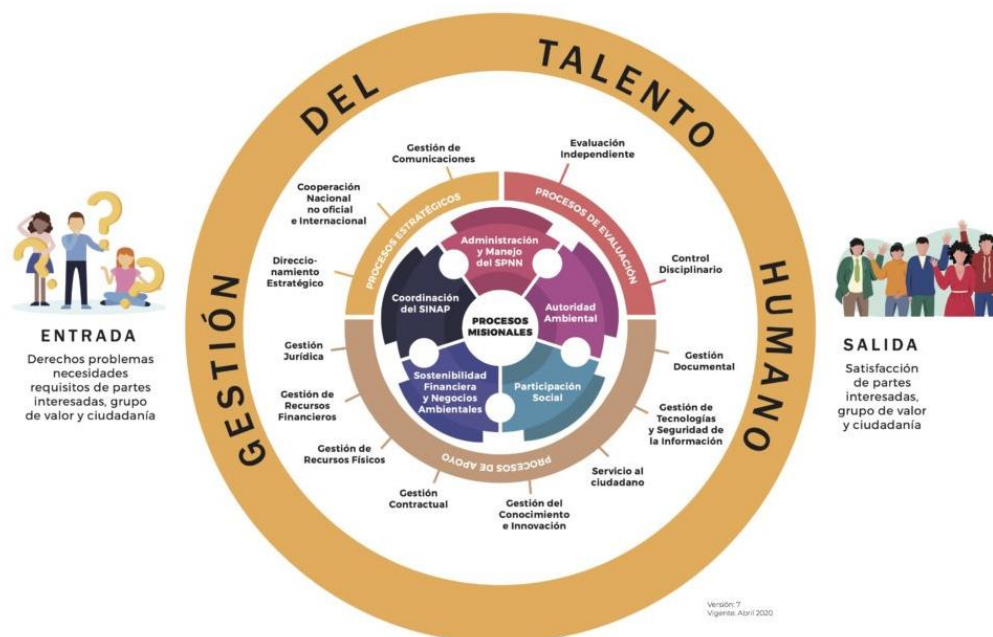 GESTIÓN DEL TALENTO HUMANO
ENTRADA
Derechos problemas
necesidades
requisitos de partes
interesadas, grupo
de valor y ciudadanía
Gestión de
Comunicaciones
Cooperación
Nacional
no oficial
e Internacional
Direccio-
namiento
Estratégico
PROCESOS ESTRATÉGICOS
Evaluación
Independiente
Control
Disciplinario
PROCESOS DE EVALUACIÓN
Administración
y Manejo
del SPNN
Coordinación
del SINAP
Autoridad
Ambiental
PROCESOS
MISIONALES
Sostenibilidad
Financiera
y Negocios
Ambientales
Participación
Social
PROCESOS DE APOYO
Gestión
Jurídica
Gestión de
Recursos
Financieros
Gestión de
Recursos Físicos
Gestión
Contractual
Gestión del
Conocimiento
e Innovación
Servicio al
ciudadano
Gestión de
Tecnologías
y Seguridad de
la Información
Gestión
Documental
SALIDA
Satisfacción
de partes
interesadas,
grupo de valor
y ciudadanía
Versión: 7
Vigente: Abril 2020